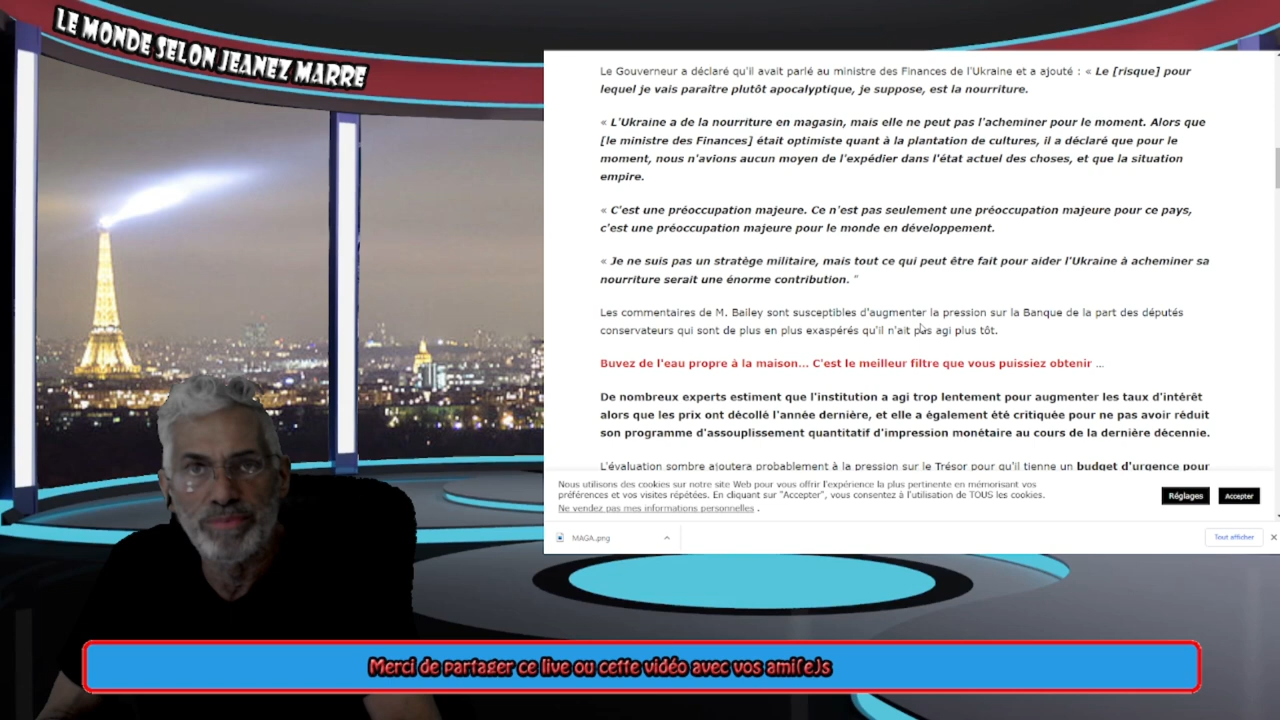 LE MONDE SELON JEANEZ MARRE
Le Gouverneur a déclaré qu'il avait parlé au ministre des Finances de l'Ukraine et a ajouté : « Le [risque] pour
lequel je vais paraître plutôt apocalyptique, je suppose, est la nourriture.
« L'Ukraine a de la nourriture en magasin, mais elle ne peut pas l'acheminer pour le moment. Alors que
[le ministre des Finances] était optimiste quant à la plantation de cultures, il a déclaré que pour le
moment, nous n'avions aucun moyen de l'expédier dans l'état actuel des choses, et que la situation
empire.
« C'est une préoccupation majeure. Ce n'est pas seulement une préoccupation majeure pour ce pays,
c'est une préoccupation majeure pour le monde en développement.
« Je ne suis pas un stratège militaire, mais tout ce qui peut être fait pour aider l'Ukraine à acheminer sa
nourriture serait une énorme contribution. "
Les commentaires de M. Bailey sont susceptibles d'augmenter la pression sur la Banque de la part des députés
conservateurs qui sont de plus en plus exaspérés qu'il n'ait pas agi plus tôt.
Buvez de l'eau propre à la maison... C'est le meilleur filtre que vous puissiez obtenir ...
De nombreux experts estiment que l'institution a agi trop lentement pour augmenter les taux d'intérêt
alors que les prix ont décollé l'année dernière, et elle a également été critiquée pour ne pas avoir réduit
son programme d'assouplissement quantitatif d'impression monétaire au cours de la dernière décennie.
L'évaluation sombre ajoutera probablement à la pression sur le Trésor pour qu'il tienne un budget d'urgence pour
Nous utilisons des cookies sur notre site Web pour vous offrir l'expérience la plus pertinente en mémorisant vos
préférences et vos visites répétées. En cliquant sur "Accepter", vous consentez à l'utilisation de TOUS les cookies.
Ne vendez pas mes informations personnelles .
Réglages
Accepter
MAGA.png
Tout afficher
Merci de partager ce live ou cette vidéo avec vos ami(e)s